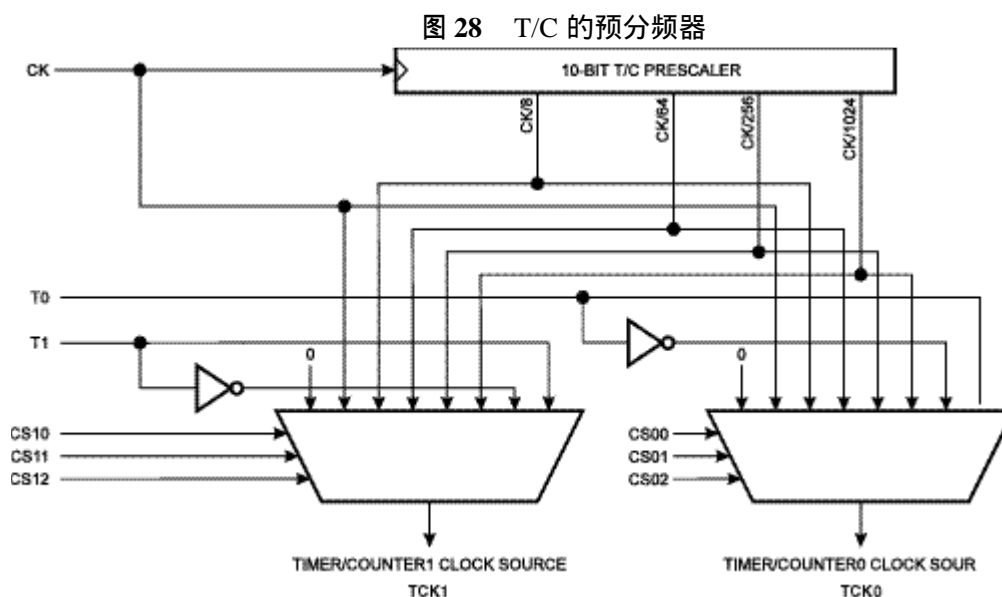 图 28 T/C 的预分频器
CK
10-BIT T/C PRESCALER
CK/8
CK/64
CK/256
CK/1024
T0
T1
0
0
CS10
CS11
CS12
CS00
CS01
CS02
TIMER/COUNTER1 CLOCK SOURCE
TCK1
TIMER/COUNTER0 CLOCK SOUR
TCK0